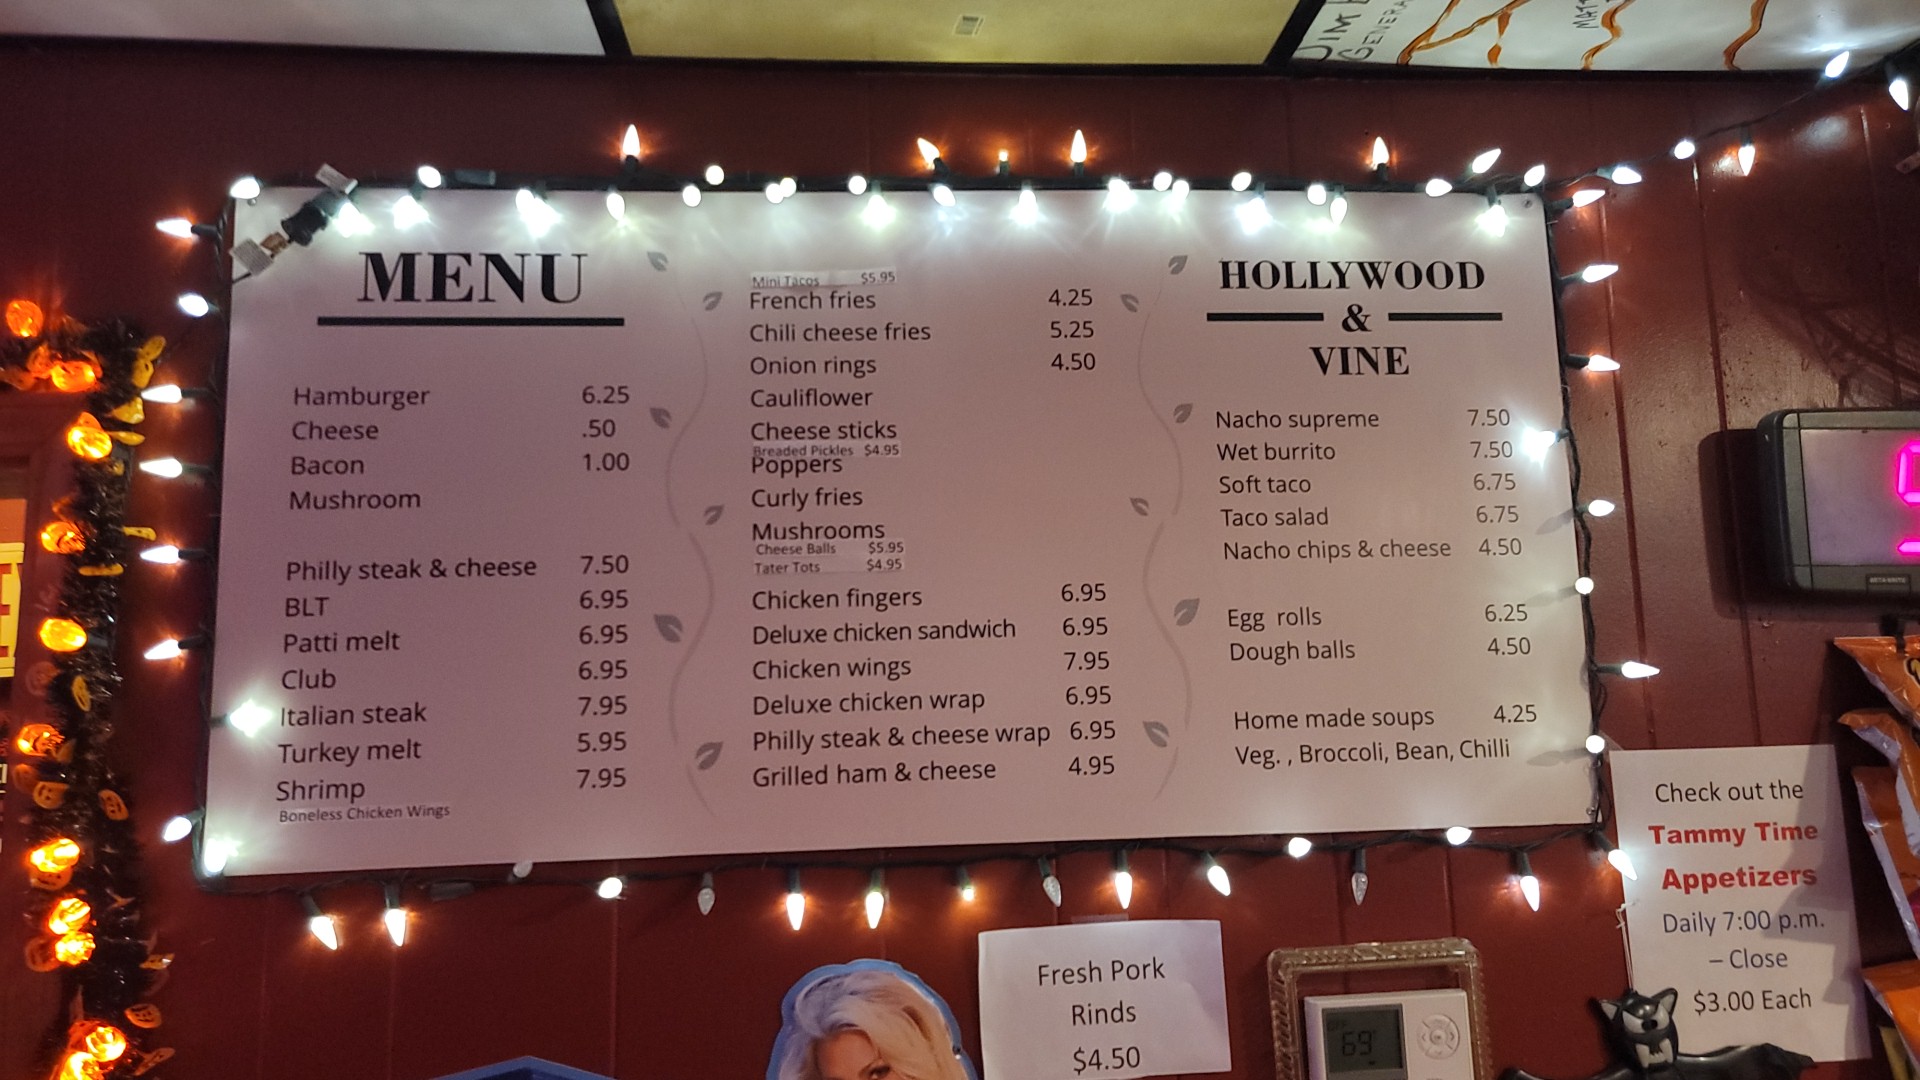 JIM
GENERA
MAT
MENU
Hamburger 6.25
Cheese .50
Bacon 1.00
Mushroom
Philly steak & cheese 7.50
BLT 6.95
Patti melt 6.95
Club 6.95
Italian steak 7.95
Turkey melt 5.95
Shrimp 7.95
Boneless Chicken Wings
Mini Tacos $5.95
French fries 4.25
Chili cheese fries 5.25
Onion rings 4.50
Cauliflower
Cheese sticks
Breaded Pickles $4.95
Poppers
Curly fries
Mushrooms
Cheese Balls $5.95
Tater Tots $4.95
Chicken fingers 6.95
Deluxe chicken sandwich 6.95
Chicken wings 7.95
Deluxe chicken wrap 6.95
Philly steak & cheese wrap 6.95
Grilled ham & cheese 4.95
HOLLYWOOD
&
VINE
Nacho supreme 7.50
Wet burrito 7.50
Soft taco 6.75
Taco salad 6.75
Nacho chips & cheese 4.50
Egg rolls 6.25
Dough balls 4.50
Home made soups 4.25
Veg. , Broccoli, Bean, Chilli
Check out the
Tammy Time
Appetizers
Daily 7:00 p.m.
– Close
$3.00 Each
Fresh Pork
Rinds
$4.50
69°